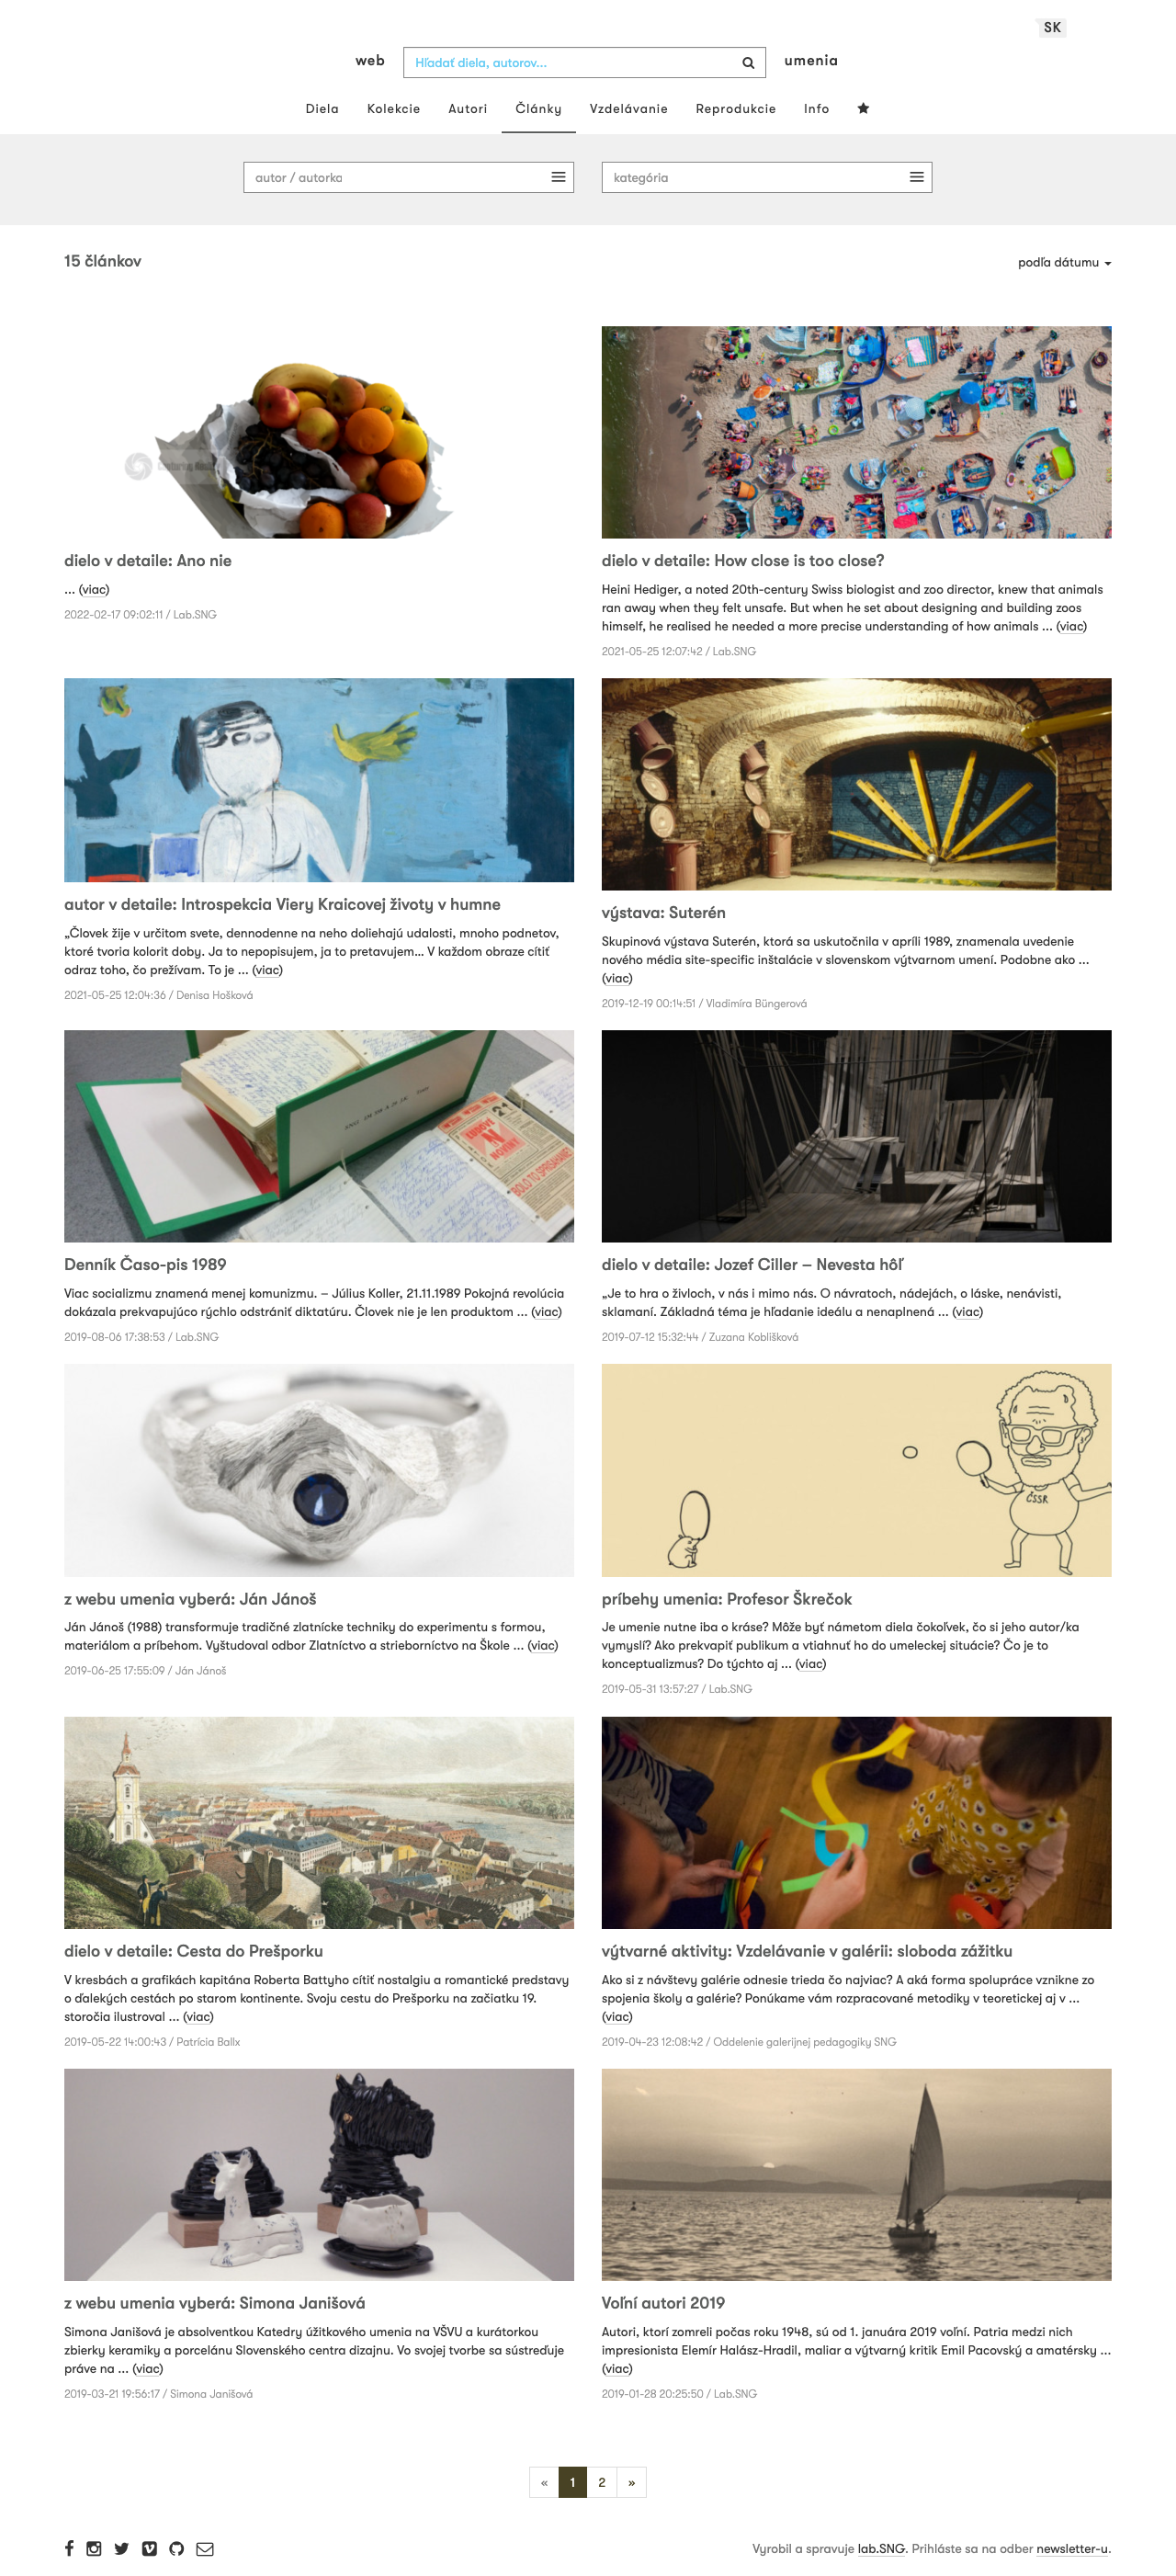 SK
web
Hľadať diela, autorov...
umenia
Diela Kolekcie Autori Články Vzdelávanie Reprodukcie Info
autor / autorka
kategória
15 článkov
podľa dátumu
dielo v detaile: Ano nie
... (viac)
2022-02-17 09:02:11 / Lab.SNG
dielo v detaile: How close is too close?
Heini Hediger, a noted 20th-century Swiss biologist and zoo director, knew that animals
ran away when they felt unsafe. But when he set about designing and building zoos
himself, he realised he needed a more precise understanding of how animals ... (viac)
2021-05-25 12:07:42 / Lab.SNG
autor v detaile: Introspekcia Viery Kraicovej životy v humne
„Človek žije v určitom svete, dennodenne na neho doliehajú udalosti, mnoho podnetov,
ktoré tvoria kolorit doby. Ja to nepopisujem, ja to pretavujem... V každom obraze cítiť
odraz toho, čo prežívam. To je ... (viac)
2021-05-25 12:04:36 / Denisa Hošková
výstava: Suterén
Skupinová výstava Suterén, ktorá sa uskutočnila v apríli 1989, znamenala uvedenie
nového média site-specific inštalácie v slovenskom výtvarnom umení. Podobne ako ...
(viac)
2019-12-19 00:14:51 / Vladimíra Büngerová
BOLO TO SPISOVANIE!
Denník Časo-pis 1989
Viac socializmu znamená menej komunizmu. – Július Koller, 21.11.1989 Pokojná revolúcia
dokázala prekvapujúco rýchlo odstrániť diktatúru. Človek nie je len produktom ... (viac)
2019-08-06 17:38:53 / Lab.SNG
dielo v detaile: Jozef Ciller – Nevesta hôľ
„Je to hra o živloch, v nás i mimo nás. O návratoch, nádejách, o láske, nenávisti,
sklamaní. Základná téma je hľadanie ideálu a nenaplnená ... (viac)
2019-07-12 15:32:44 / Zuzana Koblišková
ČSSR
z webu umenia vyberá: Ján Jánoš
Ján Jánoš (1988) transformuje tradičné zlatnícke techniky do experimentu s formou,
materiálom a príbehom. Vyštudoval odbor Zlatníctvo a strieborníctvo na Škole ... (viac)
2019-06-25 17:55:09 / Ján Jánoš
príbehy umenia: Profesor Škrečok
Je umenie nutne iba o kráse? Môže byť námetom diela čokoľvek, čo si jeho autor/ka
vymyslí? Ako prekvapiť publikum a vtiahnuť ho do umeleckej situácie? Čo je to
konceptualizmus? Do týchto aj ... (viac)
2019-05-31 13:57:27 / Lab.SNG
dielo v detaile: Cesta do Prešporku
V kresbách a grafikách kapitána Roberta Battyho cítiť nostalgiu a romantické predstavy
o ďalekých cestách po starom kontinente. Svoju cestu do Prešporku na začiatku 19.
storočia ilustroval ... (viac)
2019-05-22 14:00:43 / Patrícia Ballx
výtvarné aktivity: Vzdelávanie v galérii: sloboda zážitku
Ako si z návštevy galérie odnesie trieda čo najviac? A aká forma spolupráce vznikne zo
spojenia školy a galérie? Ponúkame vám rozpracované metodiky v teoretickej aj v ...
(viac)
2019-04-23 12:08:42 / Oddelenie galerijnej pedagogiky SNG
z webu umenia vyberá: Simona Janišová
Simona Janišová je absolventkou Katedry úžitkového umenia na VŠVU a kurátorkou
zbierky keramiky a porcelánu Slovenského centra dizajnu. Vo svojej tvorbe sa sústreďuje
práve na ... (viac)
2019-03-21 19:56:17 / Simona Janišová
Voľní autori 2019
Autori, ktorí zomreli počas roku 1948, sú od 1. januára 2019 voľní. Patria medzi nich
impresionista Elemír Halász-Hradil, maliar a výtvarný kritik Emil Pacovský a amatérsky ...
(viac)
2019-01-28 20:25:50 / Lab.SNG
« 1 2 »
Vyrobil a spravuje lab.SNG. Prihláste sa na odber newsletter-u.